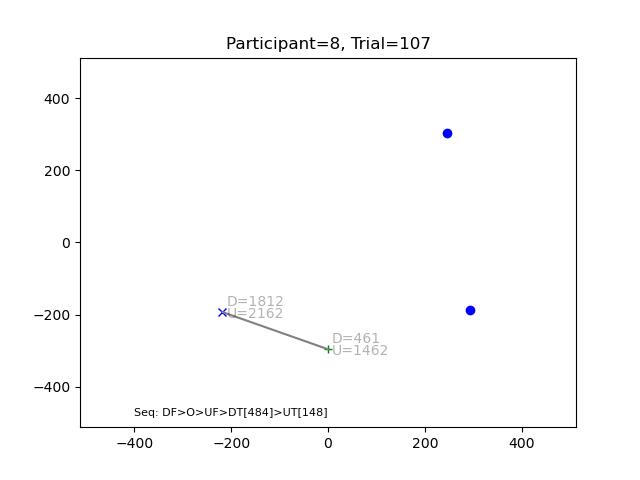 Participant=8, Trial=107
400
200
0
−200
−400
D=1812
U=2162
D=461
U=1462
Seq: DF>O>UF>DT[484]>UT[148]
−400
−200
0
200
400